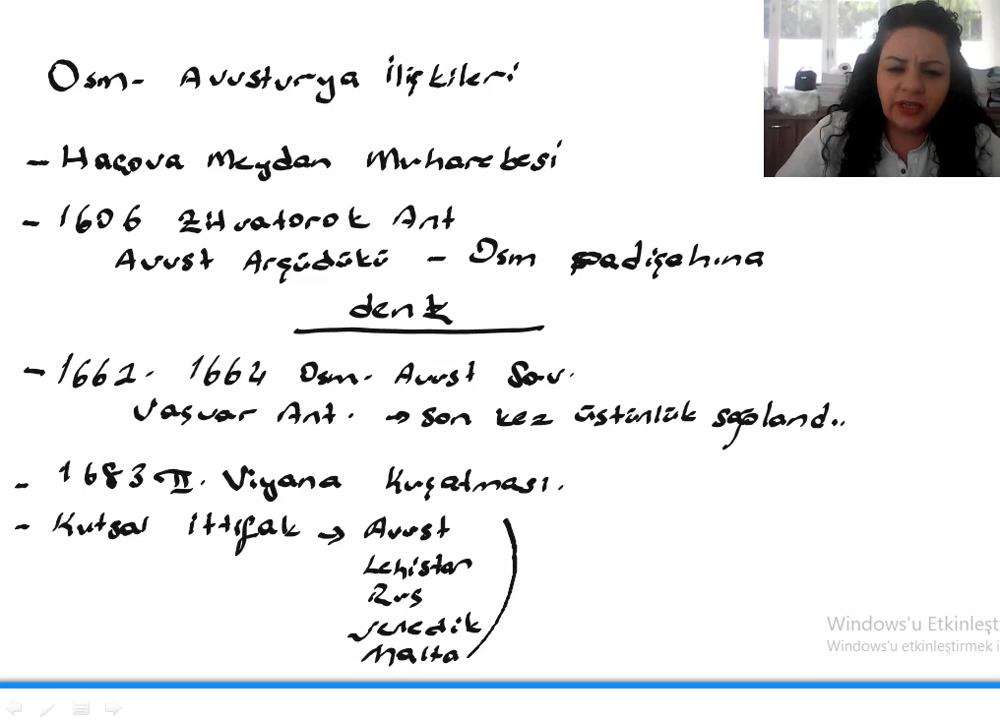 Osm- Avusturya İlişkileri
- Haçova Meydan Muharebesi
- 1606 Zitvatorok Ant
Avust Arşüdükü - Osm padişahına
denk
- 1662. 1664 Osm. Avust Sav.
Vasvar Ant. → son kez üstünlük sağland..
- 1683 II. Viyana Kuşatması.
- Kutsal İttifak → Avust
Lehistan
Rus
Venedik
Malta
Windows'u Etkinleşt
Windows'u etkinleştirmek i